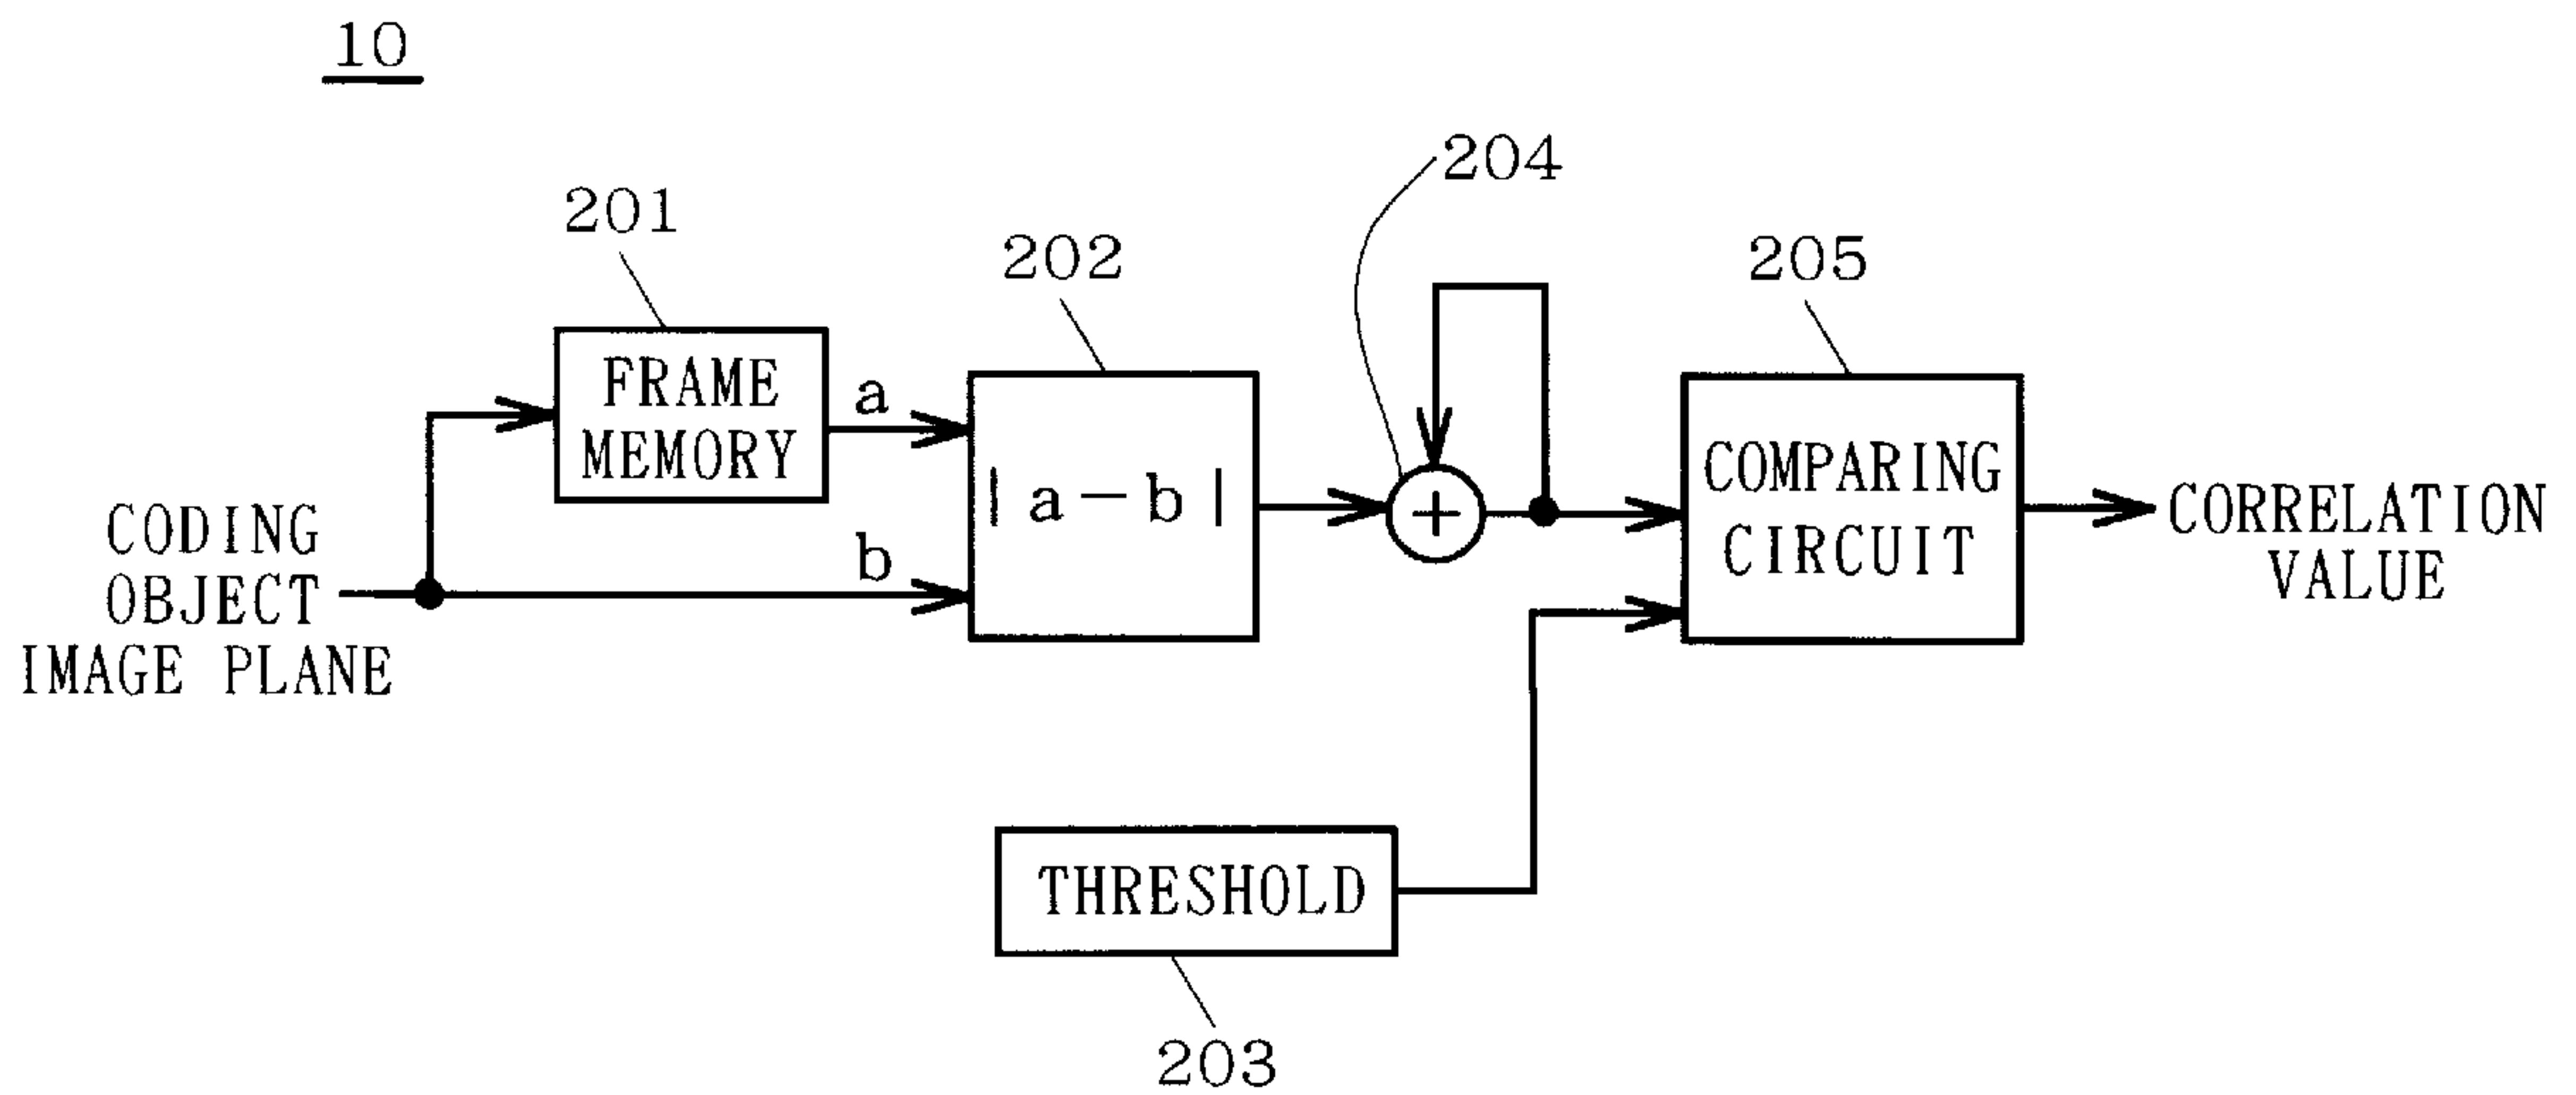 10
201
FRAME
MEMORY
a
202
| a − b |
b
204
+
205
COMPARING
CIRCUIT
CODING
OBJECT
IMAGE PLANE
CORRELATION
VALUE
THRESHOLD
203